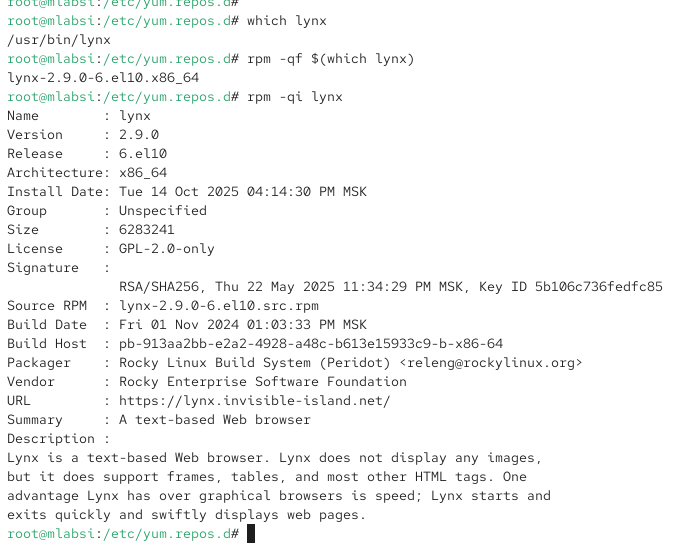 root@mlabsi:/etc/yum.repos.d#
root@mlabsi:/etc/yum.repos.d# which lynx
/usr/bin/lynx
root@mlabsi:/etc/yum.repos.d# rpm -qf $(which lynx)
lynx-2.9.0-6.el10.x86_64
root@mlabsi:/etc/yum.repos.d# rpm -qi lynx
Name        : lynx
Version     : 2.9.0
Release     : 6.el10
Architecture: x86_64
Install Date: Tue 14 Oct 2025 04:14:30 PM MSK
Group       : Unspecified
Size        : 6283241
License     : GPL-2.0-only
Signature   :
              RSA/SHA256, Thu 22 May 2025 11:34:29 PM MSK, Key ID 5b106c736fedfc85
Source RPM  : lynx-2.9.0-6.el10.src.rpm
Build Date  : Fri 01 Nov 2024 01:03:33 PM MSK
Build Host  : pb-913aa2bb-e2a2-4928-a48c-b613e15933c9-b-x86-64
Packager    : Rocky Linux Build System (Peridot) <releng@rockylinux.org>
Vendor      : Rocky Enterprise Software Foundation
URL         : https://lynx.invisible-island.net/
Summary     : A text-based Web browser
Description :
Lynx is a text-based Web browser. Lynx does not display any images,
but it does support frames, tables, and most other HTML tags. One
advantage Lynx has over graphical browsers is speed; Lynx starts and
exits quickly and swiftly displays web pages.
root@mlabsi:/etc/yum.repos.d#